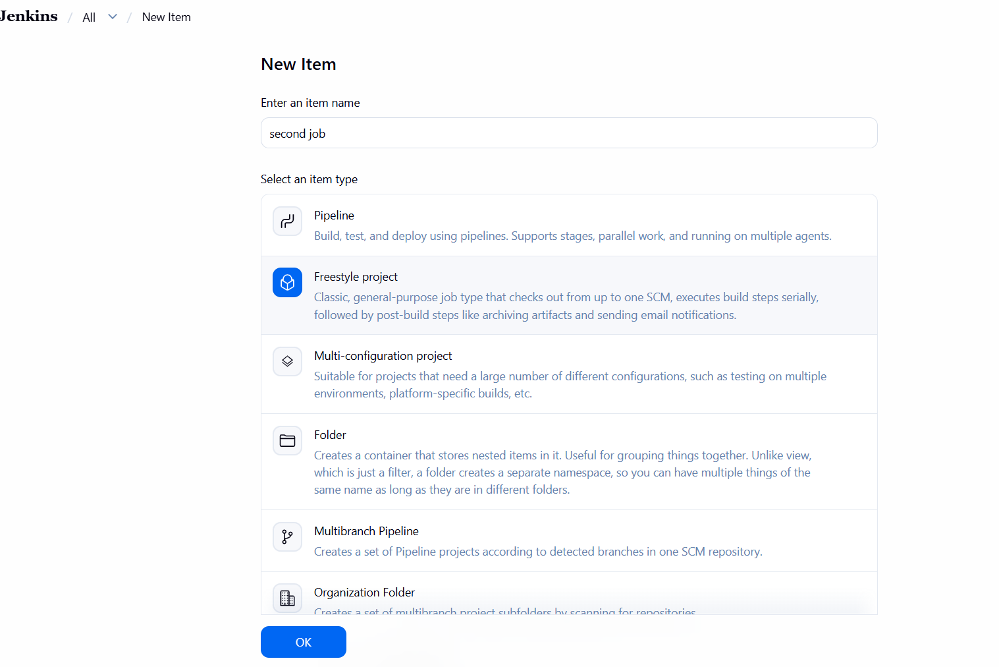 Jenkins / All / New Item
New Item
Enter an item name
second job
Select an item type
Pipeline
Build, test, and deploy using pipelines. Supports stages, parallel work, and running on multiple agents.
Freestyle project
Classic, general-purpose job type that checks out from up to one SCM, executes build steps serially,
followed by post-build steps like archiving artifacts and sending email notifications.
Multi-configuration project
Suitable for projects that need a large number of different configurations, such as testing on multiple
environments, platform-specific builds, etc.
Folder
Creates a container that stores nested items in it. Useful for grouping things together. Unlike view,
which is just a filter, a folder creates a separate namespace, so you can have multiple things of the
same name as long as they are in different folders.
Multibranch Pipeline
Creates a set of Pipeline projects according to detected branches in one SCM repository.
Organization Folder
Creates a set of multibranch project subfolders by scanning for repositories.
OK